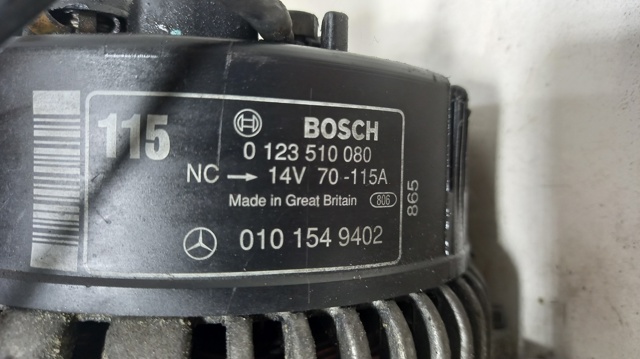 115
BOSCH
0 123 510 080
NC → 14V 70-115A
Made in Great Britain 806
865
010 154 9402